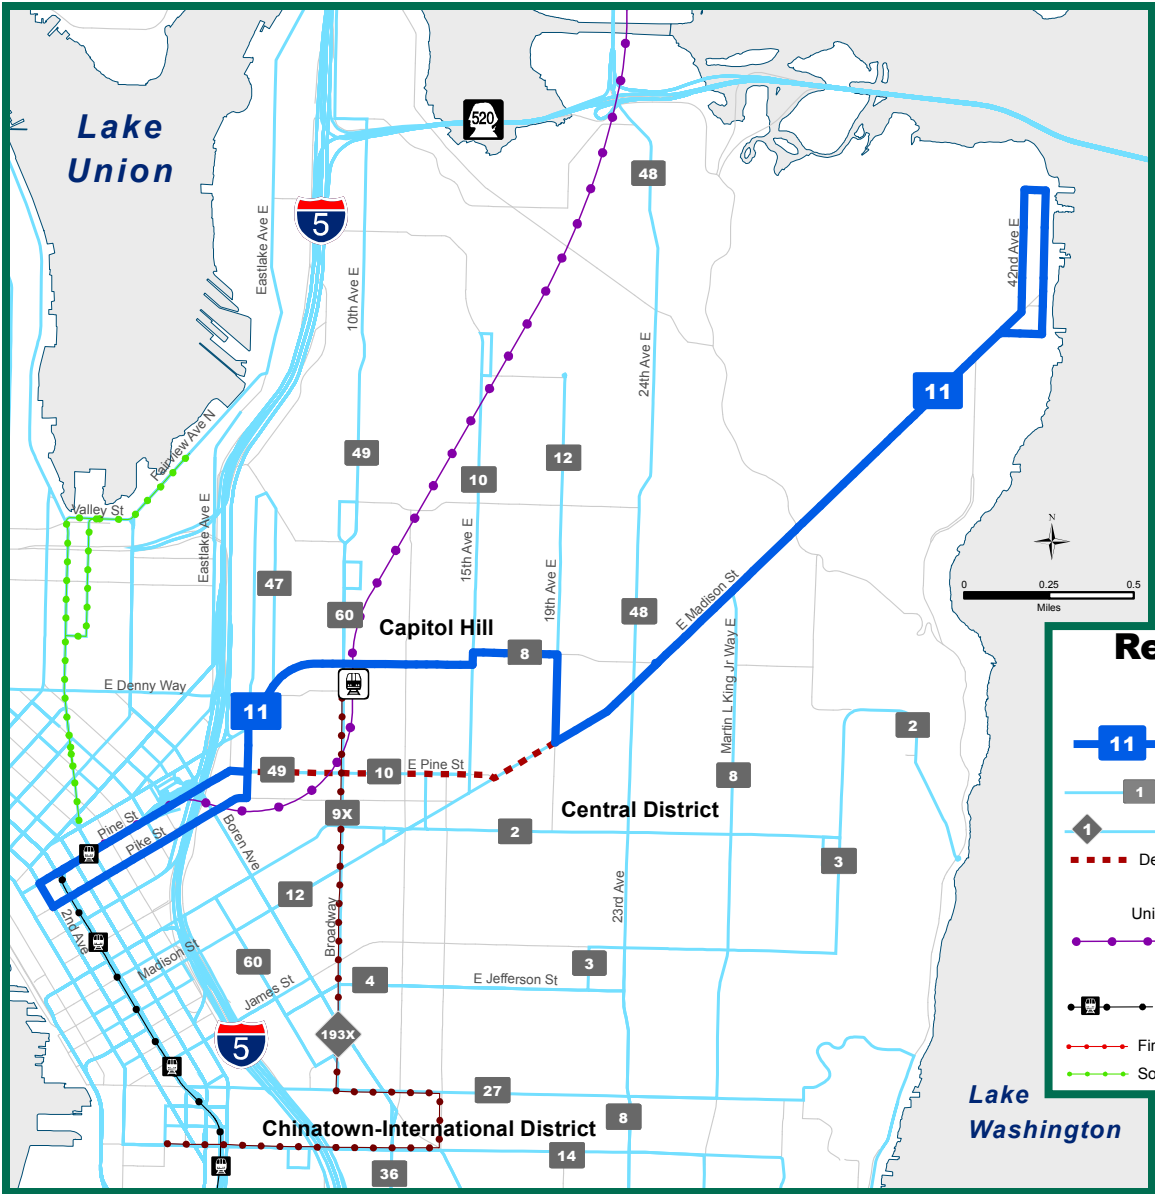 Lake
Union
520
48
5
Eastlake Ave E
10th Ave E
42nd Ave E
24th Ave E
11
Fairview Ave N
49
12
10
Valley St
N
Eastlake Ave E
15th Ave E
19th Ave E
47
60
48
E Madison St
0 0.25 0.5
Miles
Capitol Hill
8
Martin L King Jr Way E
Re
E Denny Way
11
2
11
49
10
E Pine St
8
1
Pine St
Pike St
Boren Ave
9X
2
Central District
3
1
De
12
23rd Ave
2nd Ave
Broadway
Uni
Madison St
60
James St
4
3
E Jefferson St
5
193X
Fir
So
27
8
Lake
Washington
Chinatown-International District
14
36